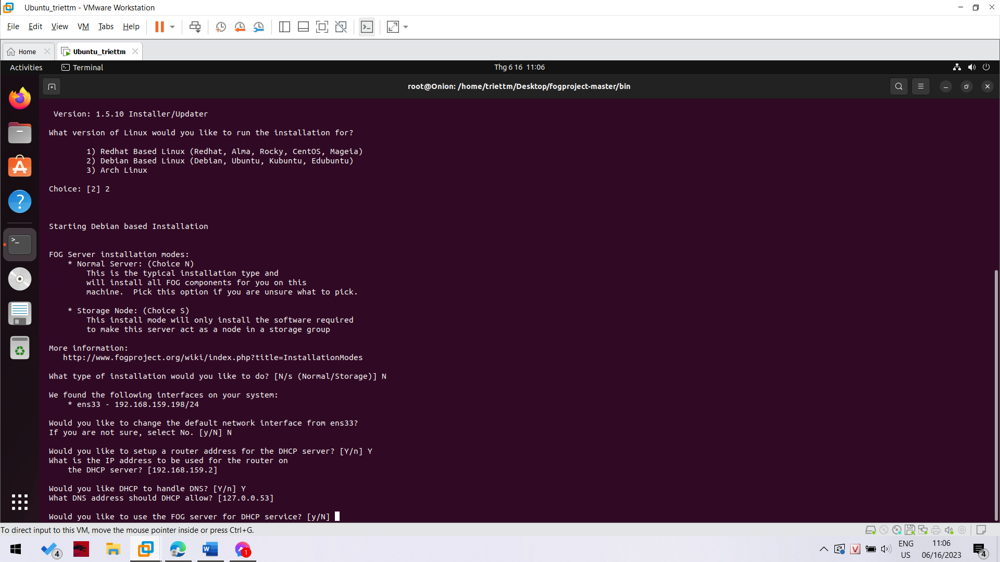 Ubuntu_triettm - VMware Workstation
File Edit View VM Tabs Help
Home Ubuntu_triettm
Activities Terminal Thg 6 16 11:06
root@Onion: /home/triettm/Desktop/fogproject-master/bin
Version: 1.5.10 Installer/Updater
What version of Linux would you like to run the installation for?
1) Redhat Based Linux (Redhat, Alma, Rocky, CentOS, Mageia)
2) Debian Based Linux (Debian, Ubuntu, Kubuntu, Edubuntu)
3) Arch Linux
Choice: [2] 2
Starting Debian based Installation
FOG Server installation modes:
* Normal Server: (Choice N)
This is the typical installation type and
will install all FOG components for you on this
machine.  Pick this option if you are unsure what to pick.
* Storage Node: (Choice S)
This install mode will only install the software required
to make this server act as a node in a storage group
More information:
http://www.fogproject.org/wiki/index.php?title=InstallationModes
What type of installation would you like to do? [N/s (Normal/Storage)] N
We found the following interfaces on your system:
* ens33 - 192.168.159.198/24
Would you like to change the default network interface from ens33?
If you are not sure, select No. [y/N] N
Would you like to setup a router address for the DHCP server? [Y/n] Y
What is the IP address to be used for the router on
the DHCP server? [192.168.159.2]
Would you like DHCP to handle DNS? [Y/n] Y
What DNS address should DHCP allow? [127.0.0.53]
Would you like to use the FOG server for DHCP service? [y/N]
To direct input to this VM, move the mouse pointer inside or press Ctrl+G.
4
1
ENG
US
11:06
06/16/2023
4